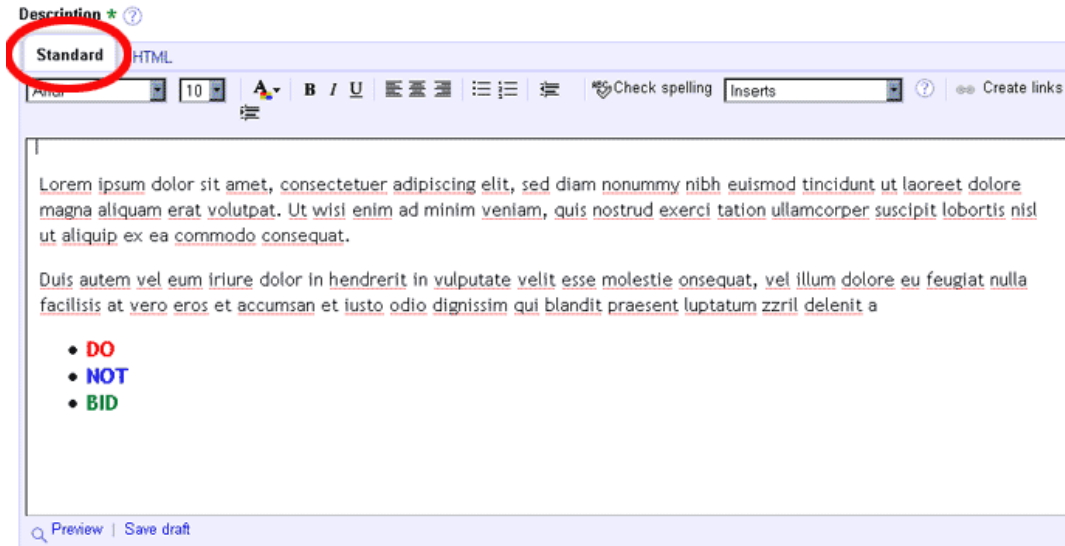 Description *
Standard HTML
Arial 10 A B I U Check spelling Inserts Create links
Lorem ipsum dolor sit amet, consectetuer adipiscing elit, sed diam nonummy nibh euismod tincidunt ut laoreet dolore
magna aliquam erat volutpat. Ut wisi enim ad minim veniam, quis nostrud exerci tation ullamcorper suscipit lobortis nisl
ut aliquip ex ea commodo consequat.
Duis autem vel eum iriure dolor in hendrerit in vulputate velit esse molestie onsequat, vel illum dolore eu feugiat nulla
facilisis at vero eros et accumsan et iusto odio dignissim qui blandit praesent luptatum zzril delenit a
• DO
• NOT
• BID
Preview | Save draft